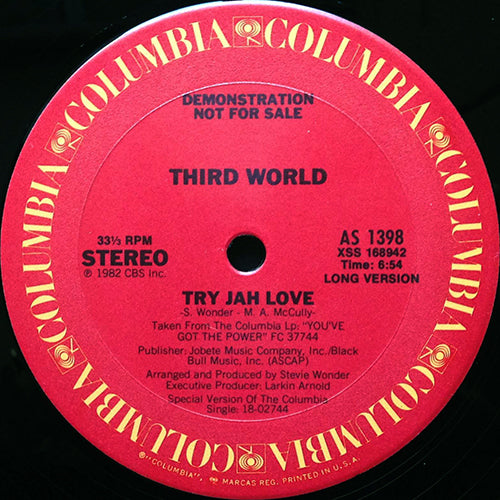 COLUMBIA COLUMBIA COLUMBIA COLUMBIA COLUMBIA COLUMBIA
DEMONSTRATION
NOT FOR SALE
THIRD WORLD
33⅓ RPM
STEREO
℗ 1982 CBS Inc.
AS 1398
XSS 168942
Time: 6:54
LONG VERSION
TRY JAH LOVE
-S. Wonder - M. A. McCully-
Taken From The Columbia Lp: "YOU'VE
GOT THE POWER" FC 37744
Publisher: Jobete Music Company, Inc./Black
Bull Music, Inc. (ASCAP)
Arranged and Produced by Stevie Wonder
Executive Producer: Larkin Arnold
Special Version Of The Columbia
Single: 18-02744
® "COLUMBIA", MARCAS REG. PRINTED IN U.S.A.